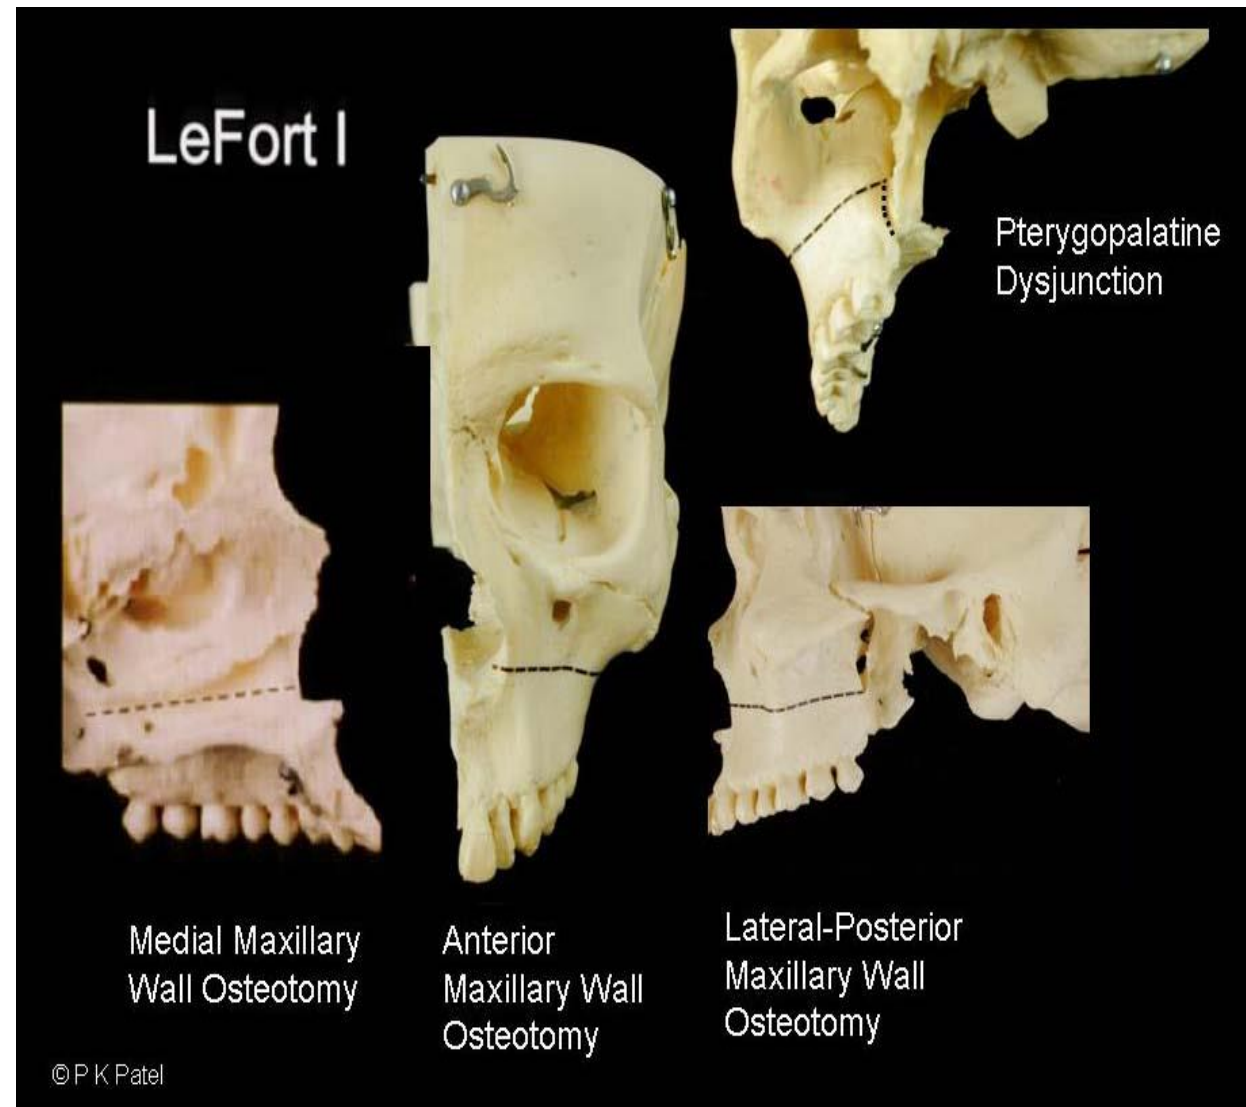 LeFort I
Pterygopalatine
Dysjunction
Medial Maxillary
Wall Osteotomy
Anterior
Maxillary Wall
Osteotomy
Lateral-Posterior
Maxillary Wall
Osteotomy
© P K Patel